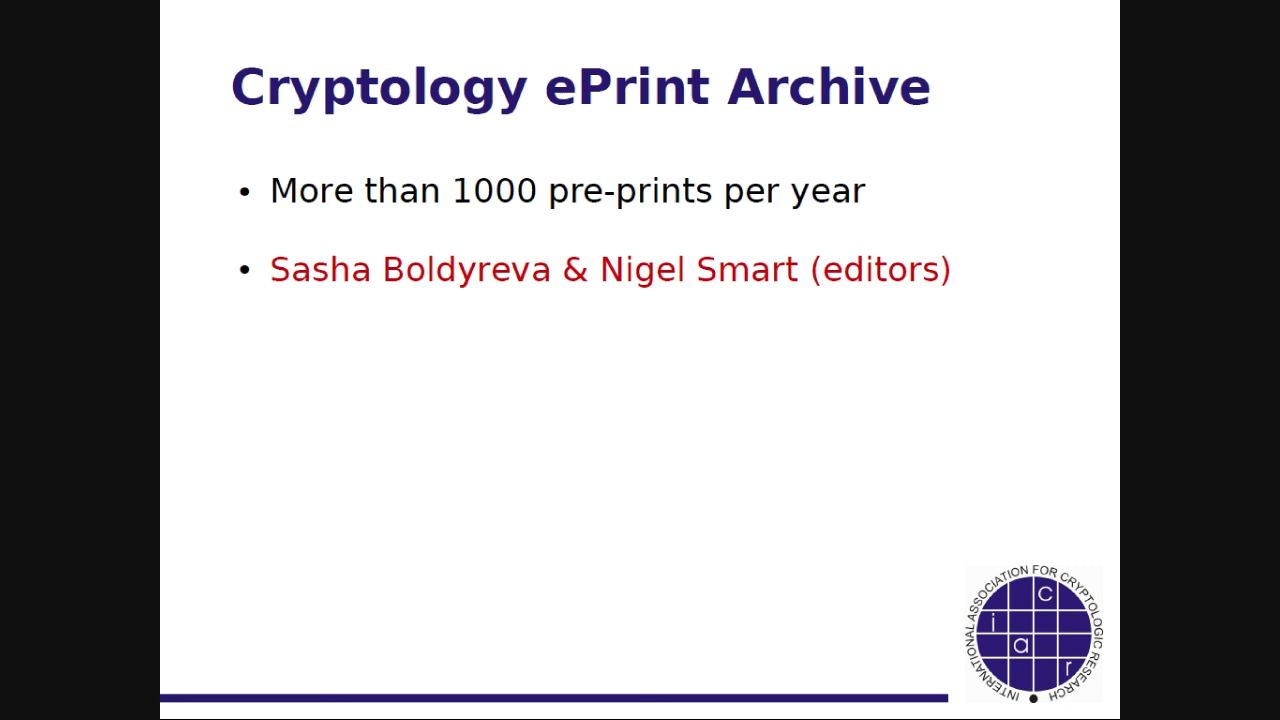 Cryptology ePrint Archive
• More than 1000 pre-prints per year
• Sasha Boldyreva & Nigel Smart (editors)
INTERNATIONAL ASSOCIATION FOR CRYPTOLOGIC RESEARCH
c
i
a
r